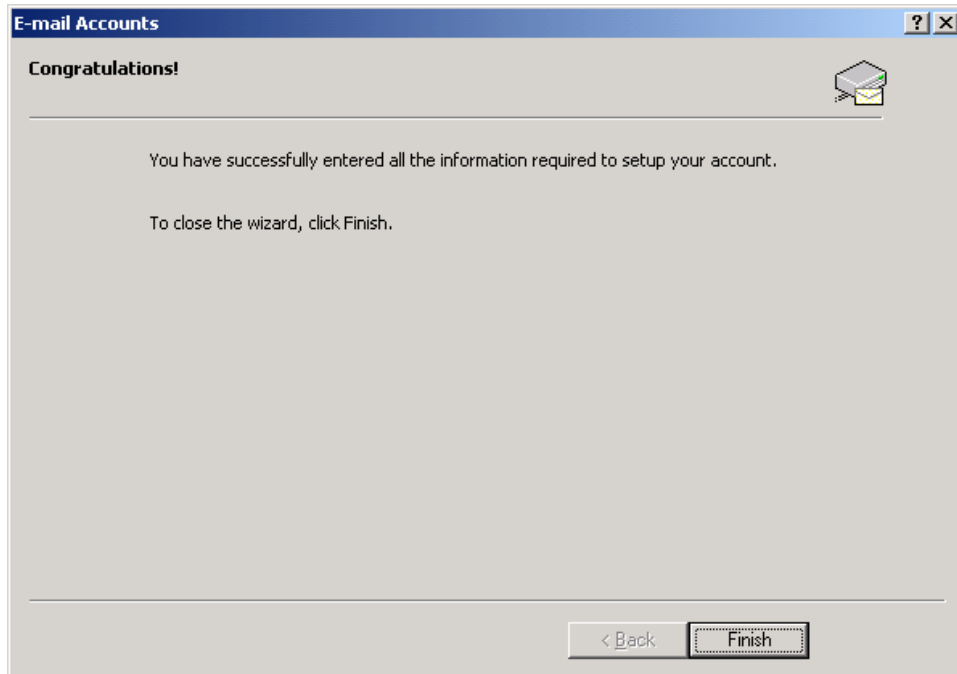 E-mail Accounts
Congratulations!
You have successfully entered all the information required to setup your account.
To close the wizard, click Finish.
< Back
Finish